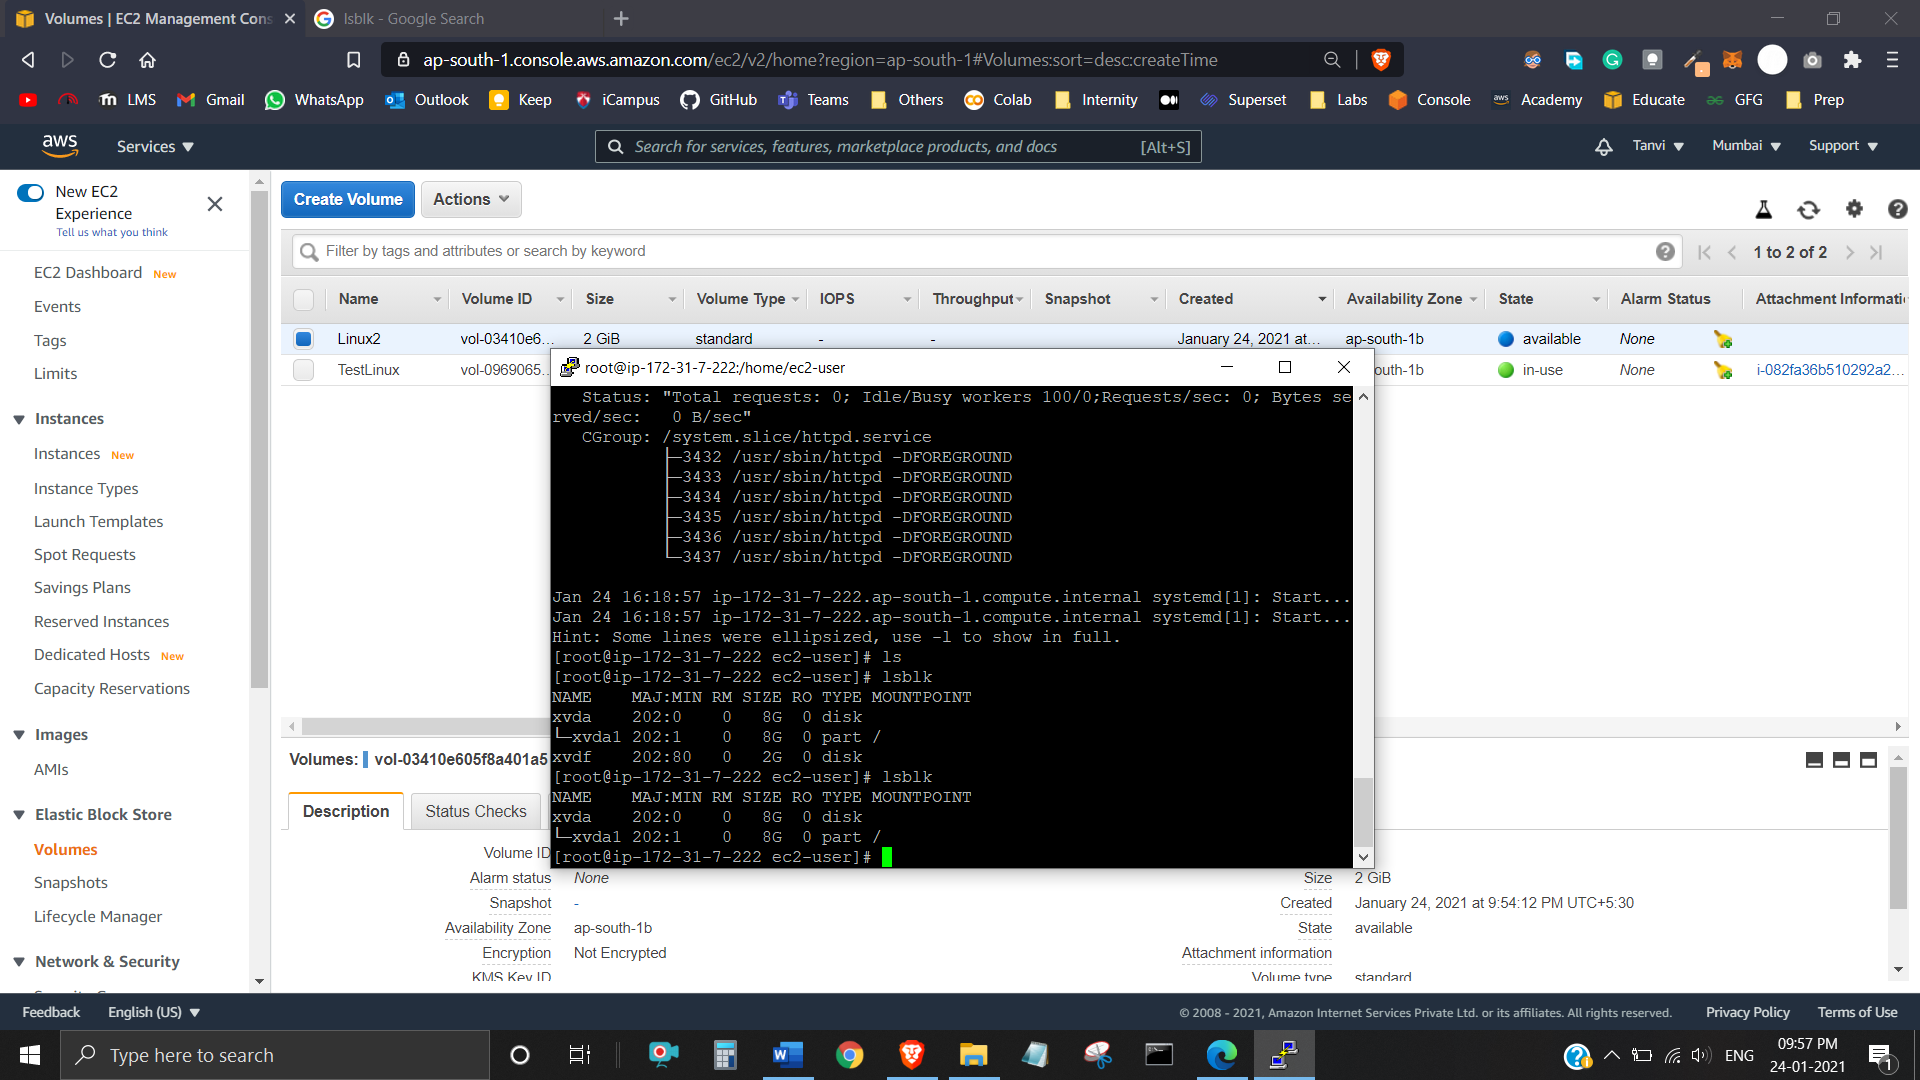 Volumes | EC2 Management Cons
lsblk - Google Search
ap-south-1.console.aws.amazon.com/ec2/v2/home?region=ap-south-1#Volumes:sort=desc:createTime
LMS Gmail WhatsApp Outlook Keep iCampus GitHub Teams Others Colab Internity Superset Labs Console aws Academy Educate GFG Prep
aws Services Search for services, features, marketplace products, and docs [Alt+S] Tanvi Mumbai Support
New EC2
Experience
Tell us what you think
EC2 Dashboard New
Events
Tags
Limits
Instances
Instances New
Instance Types
Launch Templates
Spot Requests
Savings Plans
Reserved Instances
Dedicated Hosts New
Capacity Reservations
Images
AMIs
Elastic Block Store
Volumes
Snapshots
Lifecycle Manager
Network & Security
Create Volume Actions
Filter by tags and attributes or search by keyword
1 to 2 of 2
Name Volume ID Size Volume Type IOPS Throughput Snapshot Created Availability Zone State Alarm Status Attachment Informati
Linux2 vol-03410e6... 2 GiB standard - - January 24, 2021 at... ap-south-1b available None
TestLinux vol-0969065... outh-1b in-use None i-082fa36b510292a2...
root@ip-172-31-7-222:/home/ec2-user
Status: "Total requests: 0; Idle/Busy workers 100/0;Requests/sec: 0; Bytes se
rved/sec:   0 B/sec"
CGroup: /system.slice/httpd.service
├─3432 /usr/sbin/httpd -DFOREGROUND
├─3433 /usr/sbin/httpd -DFOREGROUND
├─3434 /usr/sbin/httpd -DFOREGROUND
├─3435 /usr/sbin/httpd -DFOREGROUND
├─3436 /usr/sbin/httpd -DFOREGROUND
└─3437 /usr/sbin/httpd -DFOREGROUND
Jan 24 16:18:57 ip-172-31-7-222.ap-south-1.compute.internal systemd[1]: Start...
Jan 24 16:18:57 ip-172-31-7-222.ap-south-1.compute.internal systemd[1]: Start...
Hint: Some lines were ellipsized, use -l to show in full.
[root@ip-172-31-7-222 ec2-user]# ls
[root@ip-172-31-7-222 ec2-user]# lsblk
NAME    MAJ:MIN RM SIZE RO TYPE MOUNTPOINT
xvda    202:0    0   8G  0 disk
└─xvda1 202:1    0   8G  0 part /
xvdf    202:80   0   2G  0 disk
[root@ip-172-31-7-222 ec2-user]# lsblk
NAME    MAJ:MIN RM SIZE RO TYPE MOUNTPOINT
xvda    202:0    0   8G  0 disk
└─xvda1 202:1    0   8G  0 part /
[root@ip-172-31-7-222 ec2-user]#
Volumes: vol-03410e605f8a401a5
Description Status Checks
Volume ID
Alarm status None Size 2 GiB
Snapshot - Created January 24, 2021 at 9:54:12 PM UTC+5:30
Availability Zone ap-south-1b State available
Encryption Not Encrypted Attachment information
KMS Key ID Volume type standard
Feedback English (US) © 2008 - 2021, Amazon Internet Services Private Ltd. or its affiliates. All rights reserved. Privacy Policy Terms of Use
Type here to search
ENG
09:57 PM
24-01-2021
1